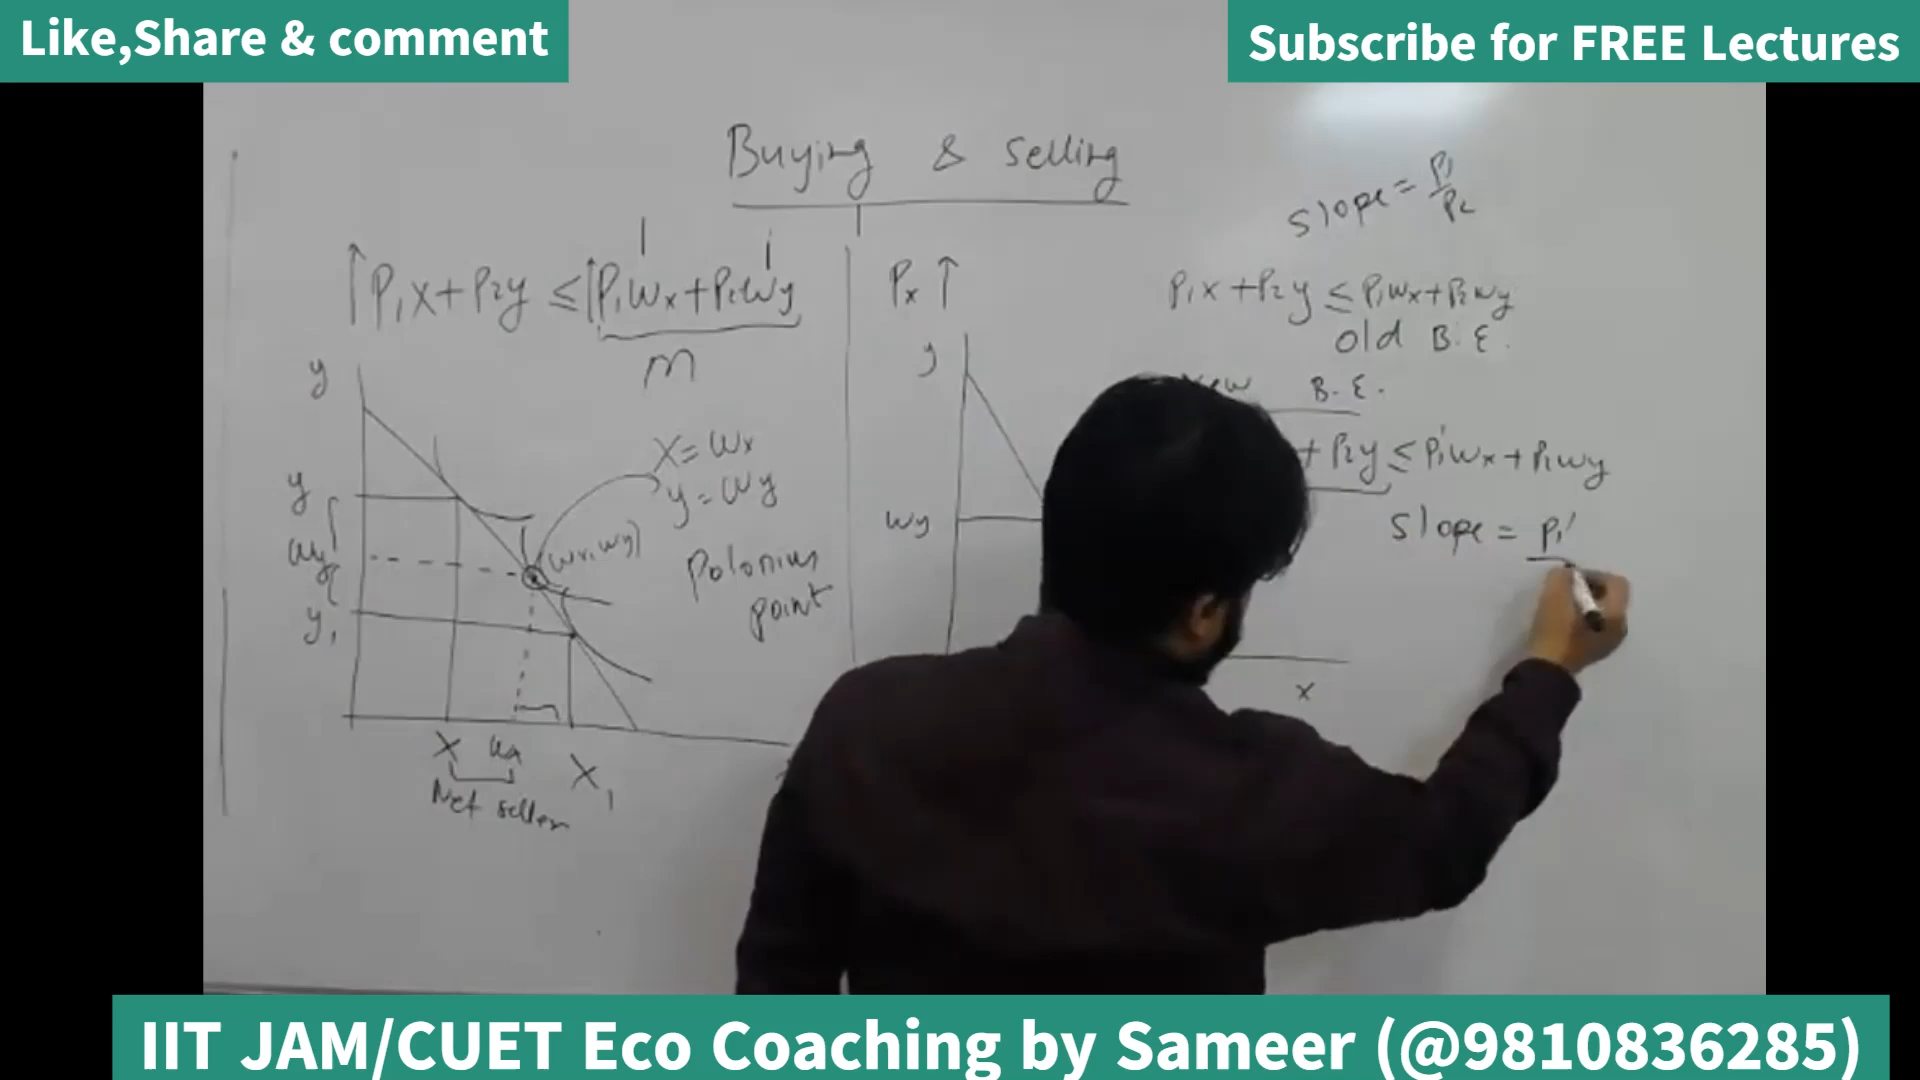 Like,Share & comment
Subscribe for FREE Lectures
Buying & Selling
Slope = P1/P2
↑P1x+P2y ≤ ↑P1wx+P2wy
m
y
y
wy
y1
x = wx
y = wy
(wx, wy)
Polonius
point
X wx X1
Net seller
Px ↑
y
wy
x
P1x+P2y ≤ P1wx+P2wy
old B.E.
New B.E.
+ P2y ≤ P1'wx+P2wy
Slope = P1'
IIT JAM/CUET Eco Coaching by Sameer (@9810836285)